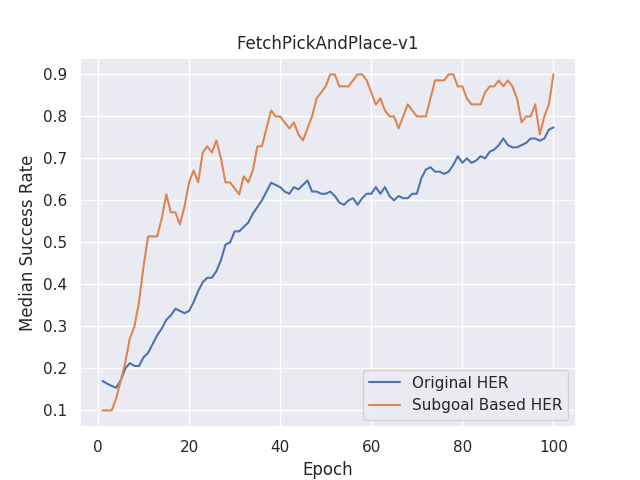 FetchPickAndPlace-v1
Median Success Rate
0.9
0.8
0.7
0.6
0.5
0.4
0.3
0.2
0.1
0 20 40 60 80 100
Epoch
Original HER
Subgoal Based HER